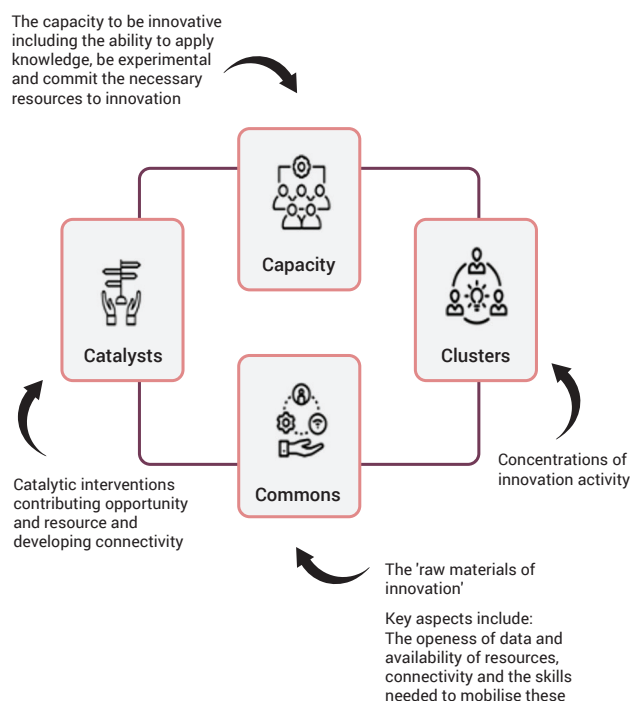 The capacity to be innovative
including the ability to apply
knowledge, be experimental
and commit the necessary
resources to innovation
Capacity
Catalysts
Clusters
Commons
Catalytic interventions
contributing opportunity
and resource and
developing connectivity
Concentrations of
innovation activity
The 'raw materials of
innovation'
Key aspects include:
The openess of data and
availability of resources,
connectivity and the skills
needed to mobilise these